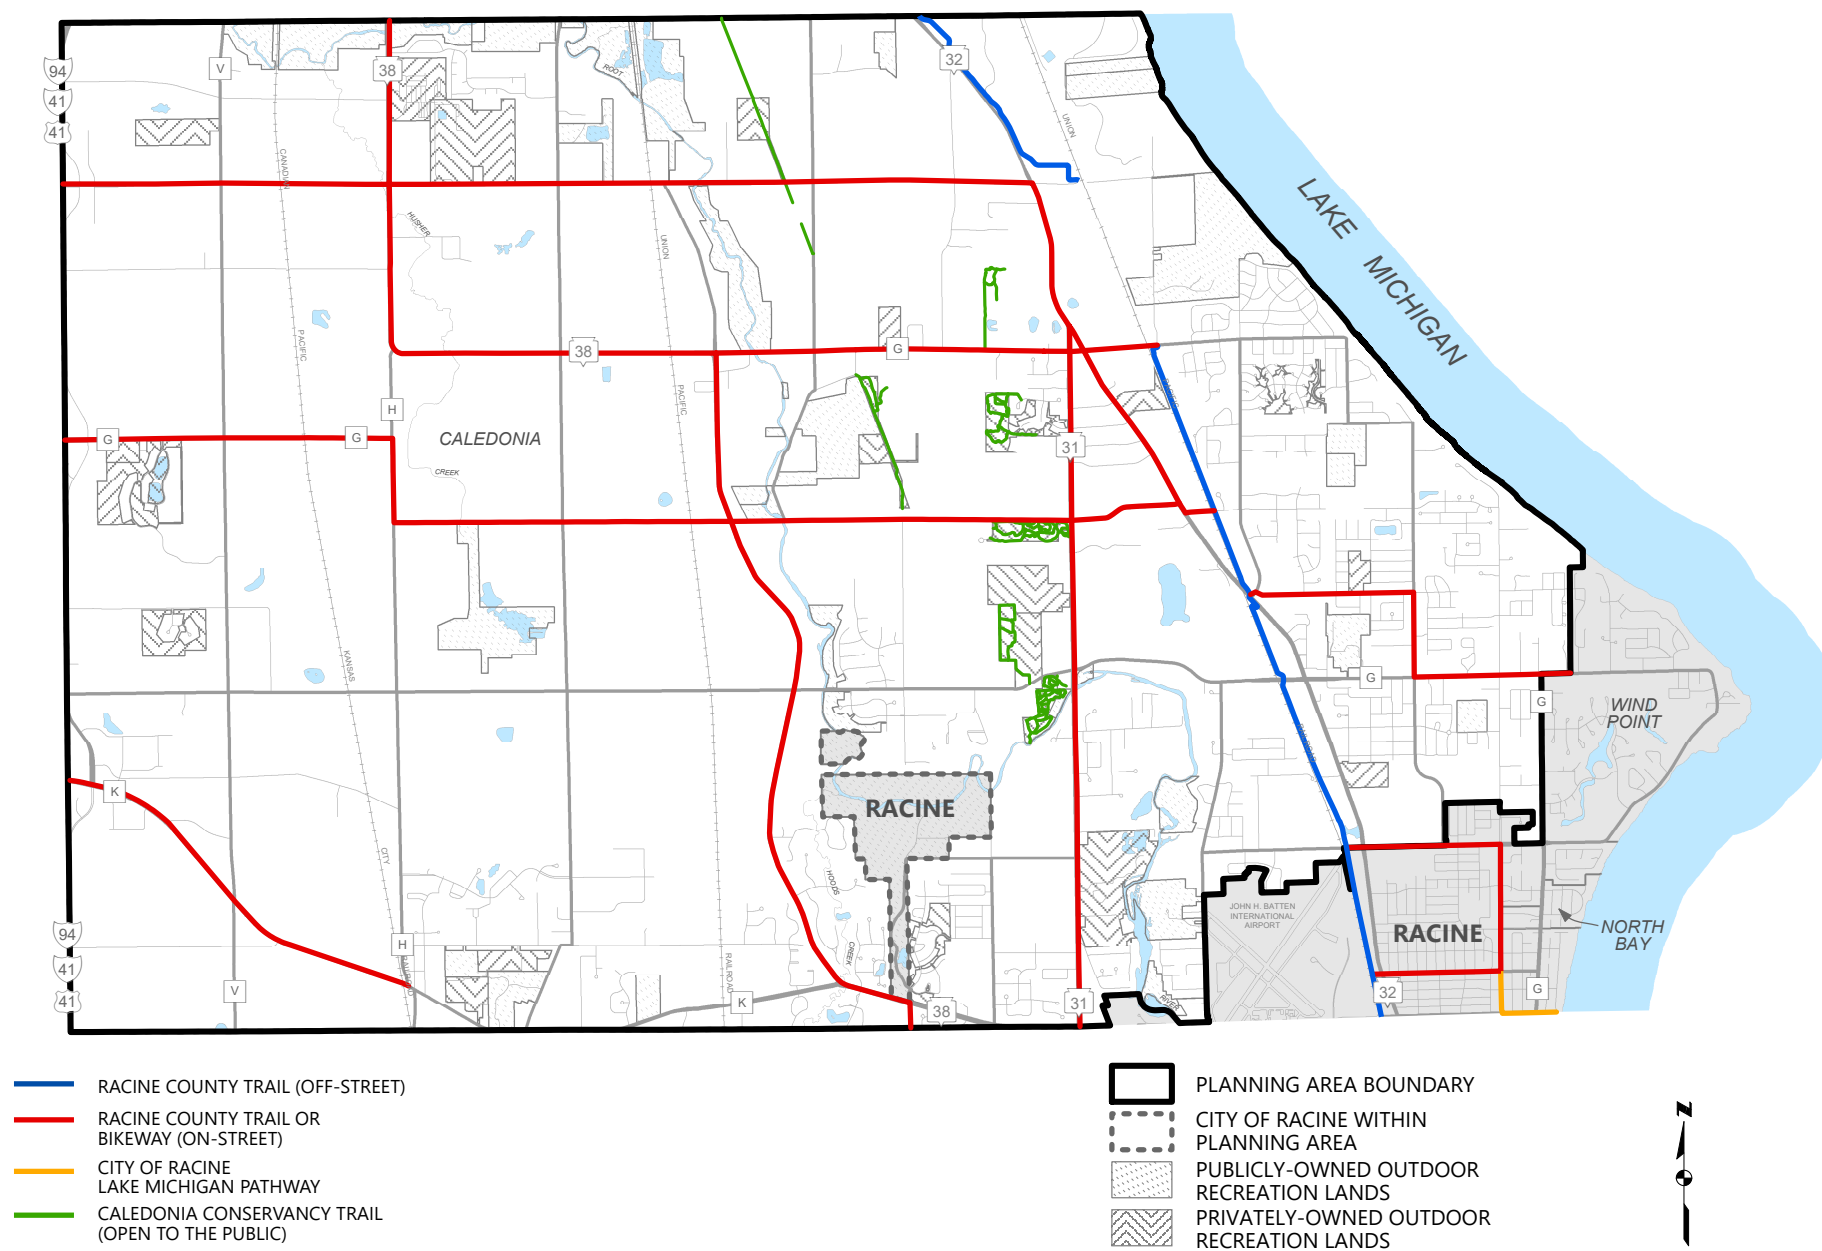 94
41
41
V
38
32
ROOT
UNION
CANADIAN
HUSHER
UNION
LAKE
MICHIGAN
PACIFIC
38
G
PACIFIC
PACIFIC
H
G
G
CALEDONIA
31
CREEK
KANSAS
G
G
WIND
POINT
RAILROAD
K
RACINE
CITY
HOODS
JOHN H. BATTEN
INTERNATIONAL
AIRPORT
RACINE
NORTH
BAY
94
41
41
H
RAILROAD
CREEK
RAILROAD
V
K
38
31
RIVER
32
G
RACINE COUNTY TRAIL (OFF-STREET)
RACINE COUNTY TRAIL OR
BIKEWAY (ON-STREET)
CITY OF RACINE
LAKE MICHIGAN PATHWAY
CALEDONIA CONSERVANCY TRAIL
(OPEN TO THE PUBLIC)
PLANNING AREA BOUNDARY
CITY OF RACINE WITHIN
PLANNING AREA
PUBLICLY-OWNED OUTDOOR
RECREATION LANDS
PRIVATELY-OWNED OUTDOOR
RECREATION LANDS
N